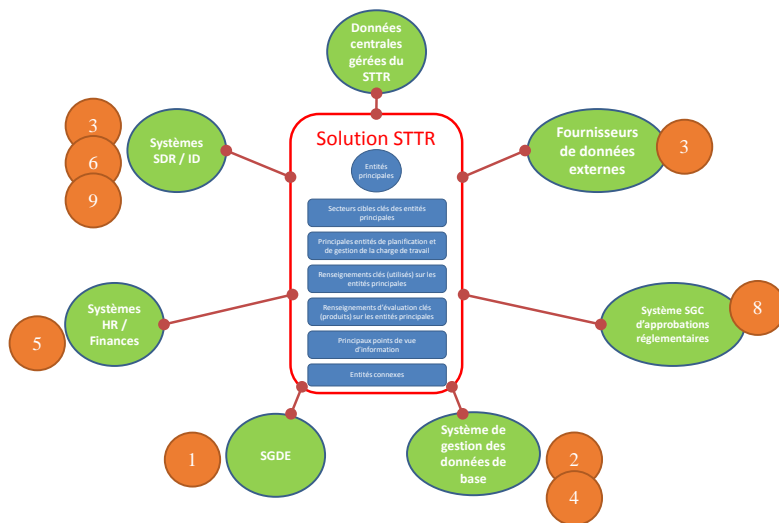 Données
centrales
gérées du
STTR
3
6
9
Systèmes
SDR / ID
Solution STTR
Entités
principales
Secteurs cibles clés des entités
principales
Principales entités de planification et
de gestion de la charge de travail
Renseignements clés (utilisés) sur les
entités principales
Renseignements d'évaluation clés
(produits) sur les entités principales
Principaux points de vue
d'information
Entités connexes
Fournisseurs
de données
externes
3
Systèmes
HR /
Finances
5
Système SGC
d'approbations
réglementaires
8
1
SGDE
Système de
gestion des
données de
base
2
4